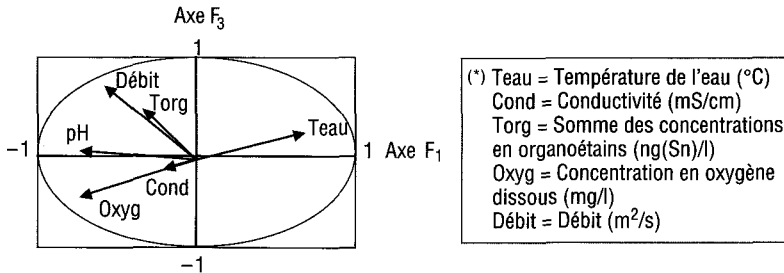 Axe F3
1
Débit
Torg
Teau
pH
-1
1 Axe F1
Cond
Oxyg
-1
(*) Teau = Température de l'eau (°C)
Cond = Conductivité (mS/cm)
Torg = Somme des concentrations
en organoétains (ng(Sn)/l)
Oxyg = Concentration en oxygène
dissous (mg/l)
Débit = Débit (m²/s)